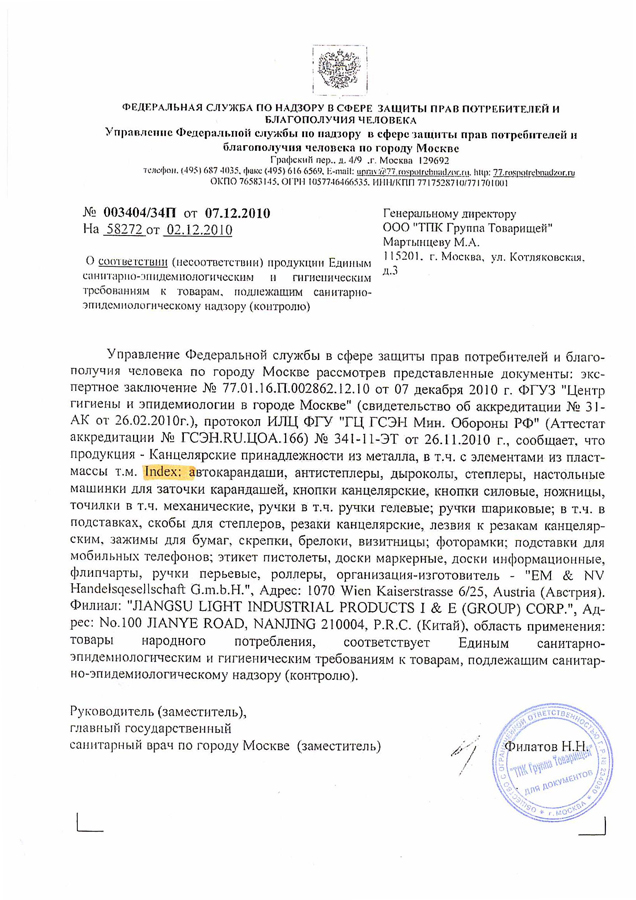 ФЕДЕРАЛЬНАЯ СЛУЖБА ПО НАДЗОРУ В СФЕРЕ ЗАЩИТЫ ПРАВ ПОТРЕБИТЕЛЕЙ И
БЛАГОПОЛУЧИЯ ЧЕЛОВЕКА
Управление Федеральной службы по надзору в сфере защиты прав потребителей и
благополучия человека по городу Москве
Графский пер., д. 4/9 ,г. Москва 129692
телефон, (495) 687 4035, факс (495) 616 6569, E-mail: uprav@77.rospotrebnadzor.ru, http: 77.rospotrebnadzor.ru
ОКПО 76583145, ОГРН 1057746466535, ИНН/КПП 7717528710/771701001
№ 003404/34П от 07.12.2010
На 58272 от 02.12.2010
О соответствии (несоответствии) продукции Единым
санитарно-эпидемиологическим и гигиеническим
требованиям к товарам, подлежащим санитарно-
эпидемиологическому надзору (контролю)
Генеральному директору
ООО "ТПК Группа Товарищей"
Мартынцеву М.А.
115201, г. Москва, ул. Котляковская,
д.3
Управление Федеральной службы в сфере защиты прав потребителей и благо-
получия человека по городу Москве рассмотрев представленные документы: экс-
пертное заключение № 77.01.16.П.002862.12.10 от 07 декабря 2010 г. ФГУЗ "Центр
гигиены и эпидемиологии в городе Москве" (свидетельство об аккредитации № 31-
АК от 26.02.2010г.), протокол ИЛЦ ФГУ "ГЦ ГСЭН Мин. Обороны РФ" (Аттестат
аккредитации № ГСЭН.RU.ЦОА.166) № 341-11-ЭТ от 26.11.2010 г., сообщает, что
продукция - Канцелярские принадлежности из металла, в т.ч. с элементами из пласт-
массы т.м. Index: автокарандаши, антистеплеры, дыроколы, степлеры, настольные
машинки для заточки карандашей, кнопки канцелярские, кнопки силовые, ножницы,
точилки в т.ч. механические, ручки в т.ч. ручки гелевые; ручки шариковые; в т.ч. в
подставках, скобы для степлеров, резаки канцелярские, лезвия к резакам канцеляр-
ским, зажимы для бумаг, скрепки, брелоки, визитницы; фоторамки; подставки для
мобильных телефонов; этикет пистолеты, доски маркерные, доски информационные,
флипчарты, ручки перьевые, роллеры, организация-изготовитель - "EM & NV
Handelsqesellschaft G.m.b.H.", Адрес: 1070 Wien Kaiserstrasse 6/25, Austria (Австрия).
Филиал: "JIANGSU LIGHT INDUSTRIAL PRODUCTS I & E (GROUP) CORP.", Ад-
рес: No.100 JIANYE ROAD, NANJING 210004, P.R.C. (Китай), область применения:
товары народного потребления, соответствует Единым санитарно-
эпидемиологическим и гигиеническим требованиям к товарам, подлежащим санитар-
но-эпидемиологическому надзору (контролю).
Руководитель (заместитель),
главный государственный
санитарный врач по городу Москве (заместитель)
Филатов Н.Н.
"ТПК Группа Товарищей"
ДЛЯ ДОКУМЕНТОВ
г. МОСКВА